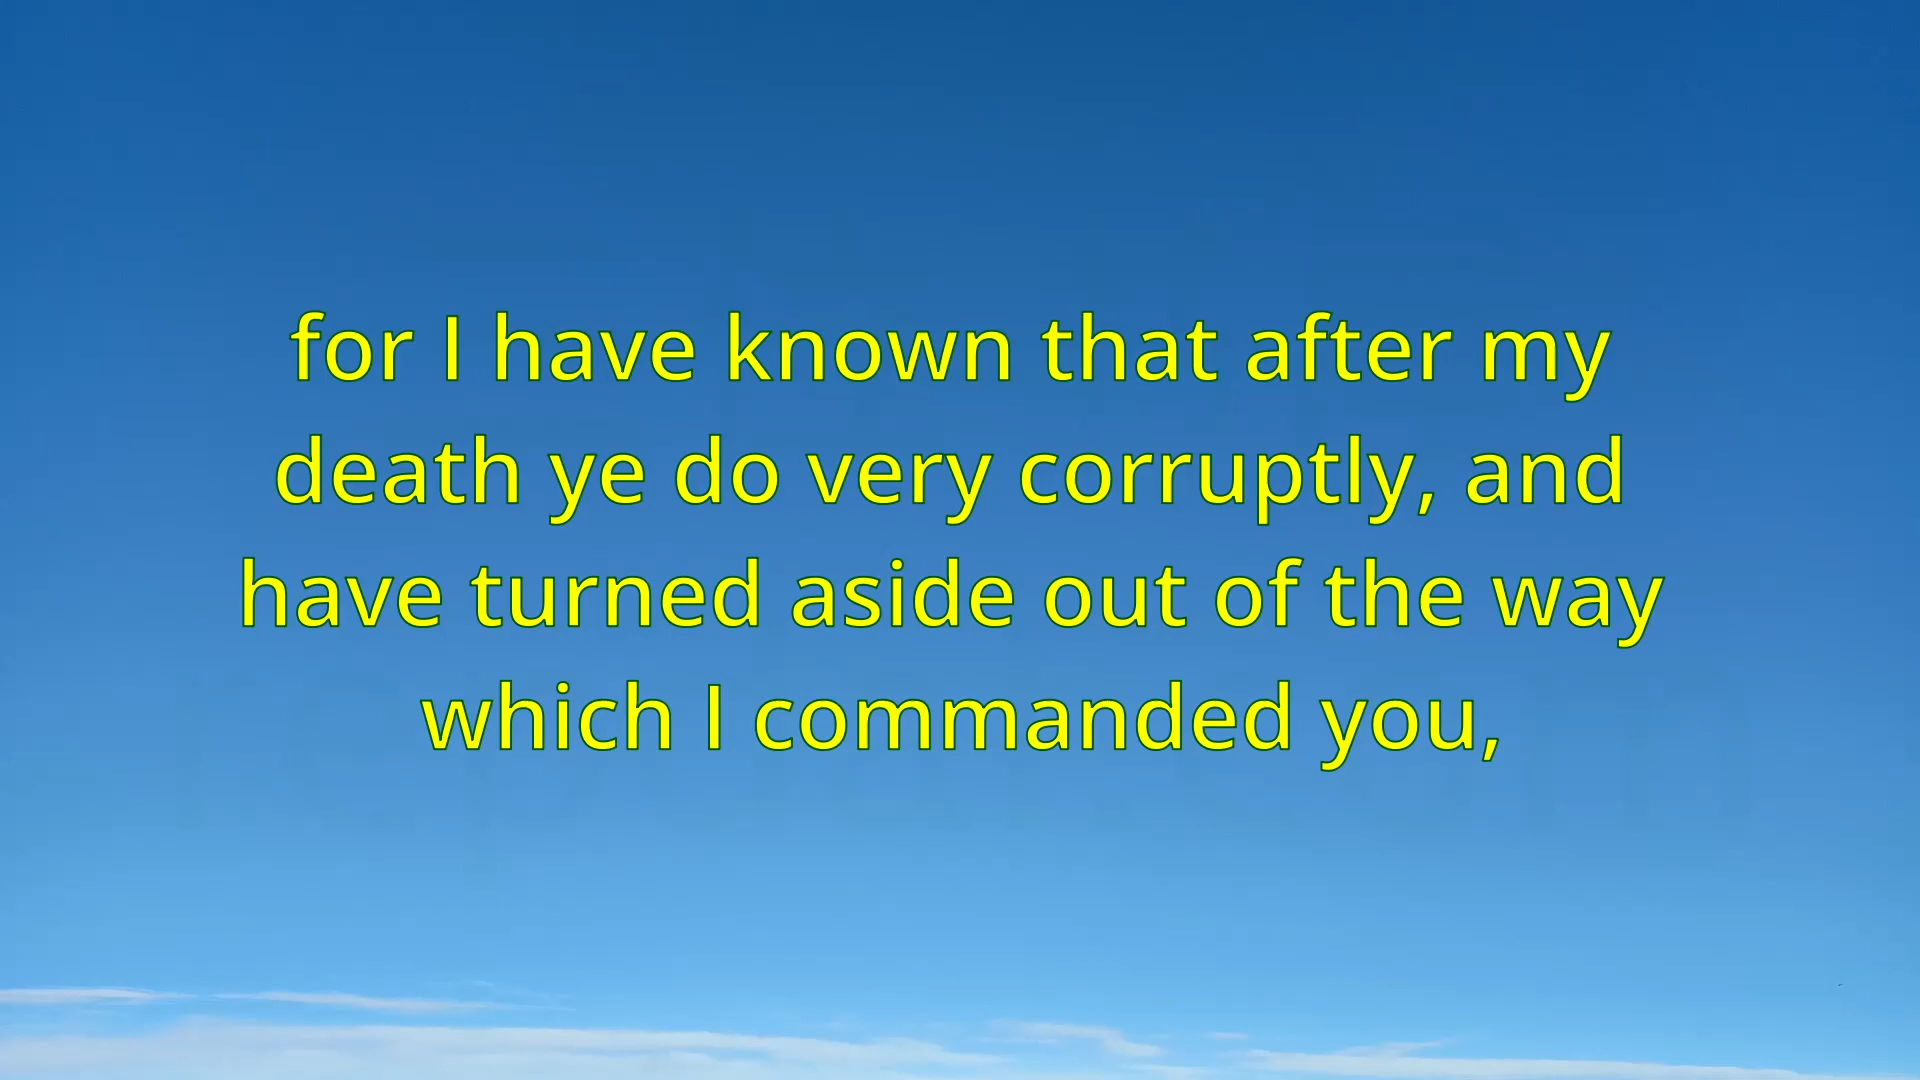 for I have known that after my
death ye do very corruptly, and
have turned aside out of the way
which I commanded you,